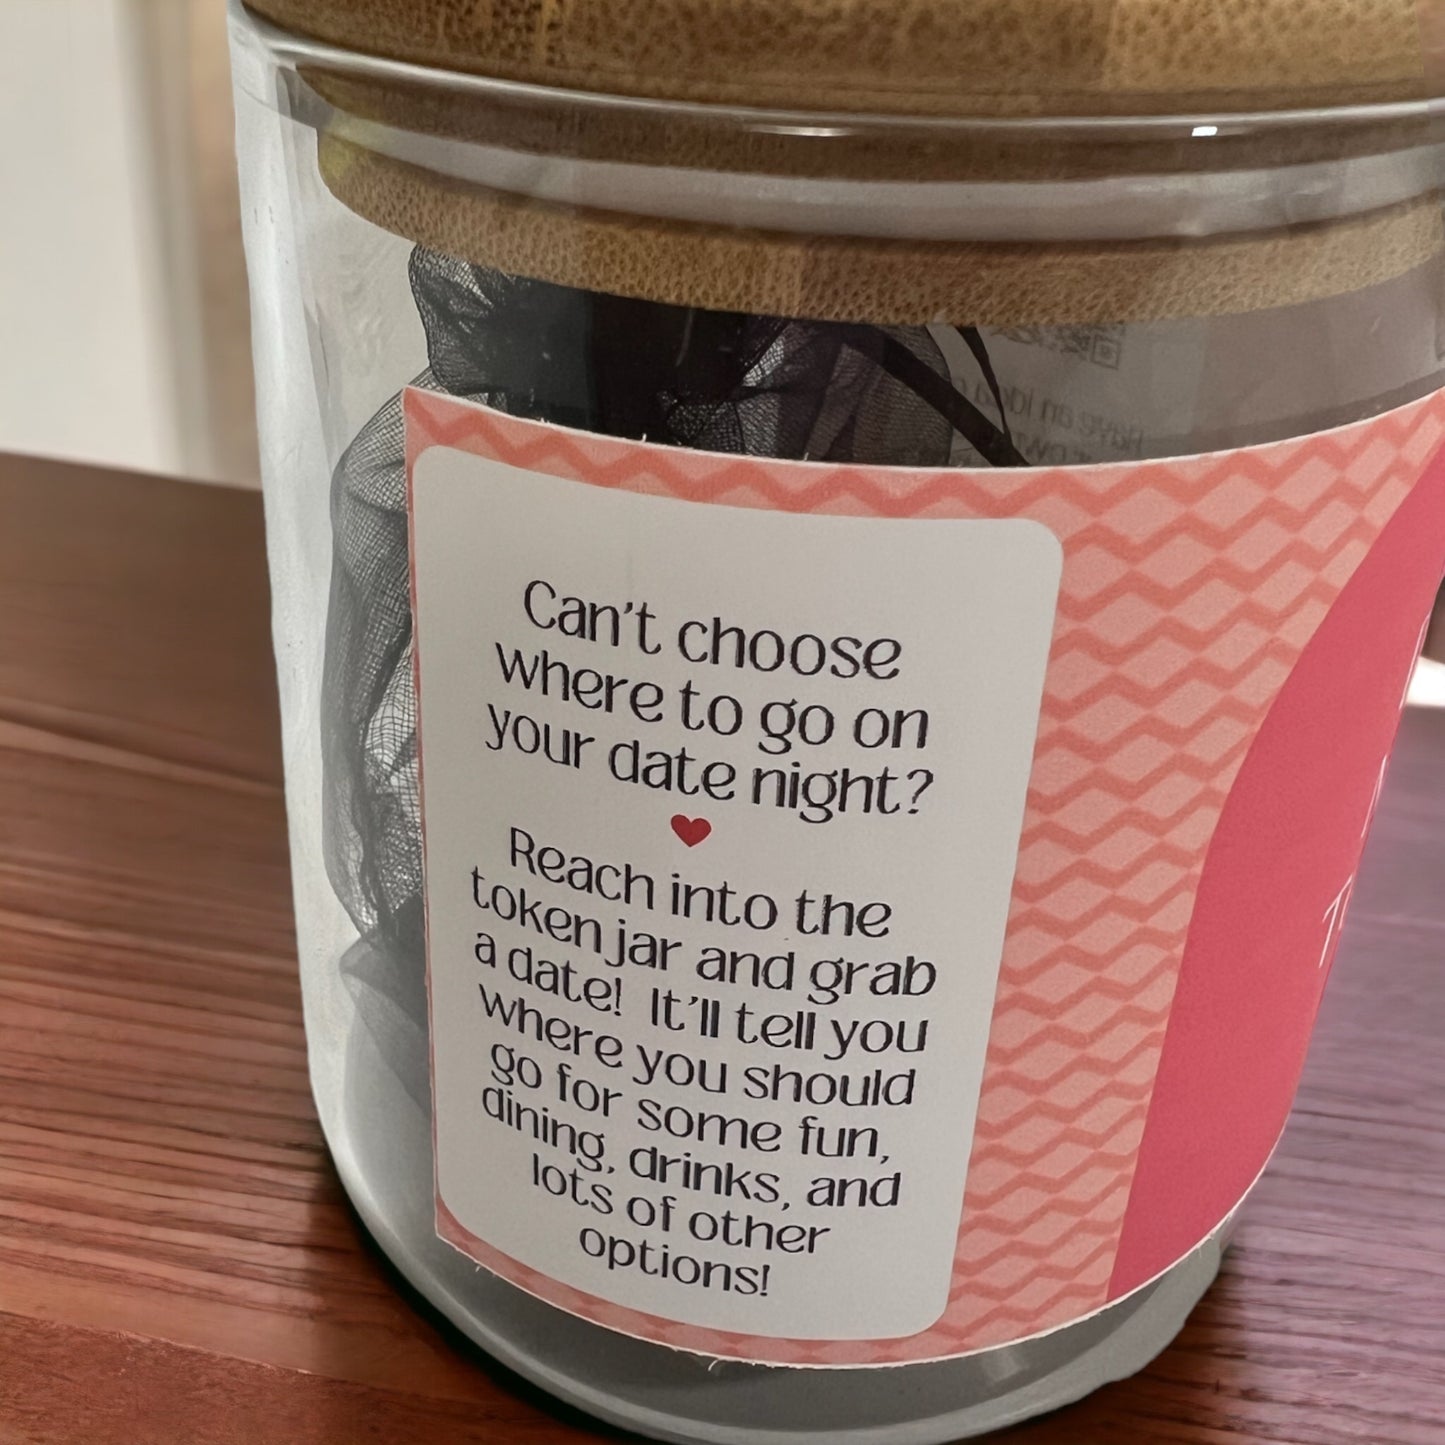 Can't choose
where to go on
your date night?
Reach into the
token jar and grab
a date! It'll tell you
where you should
go for some fun,
dining, drinks, and
lots of other
options!